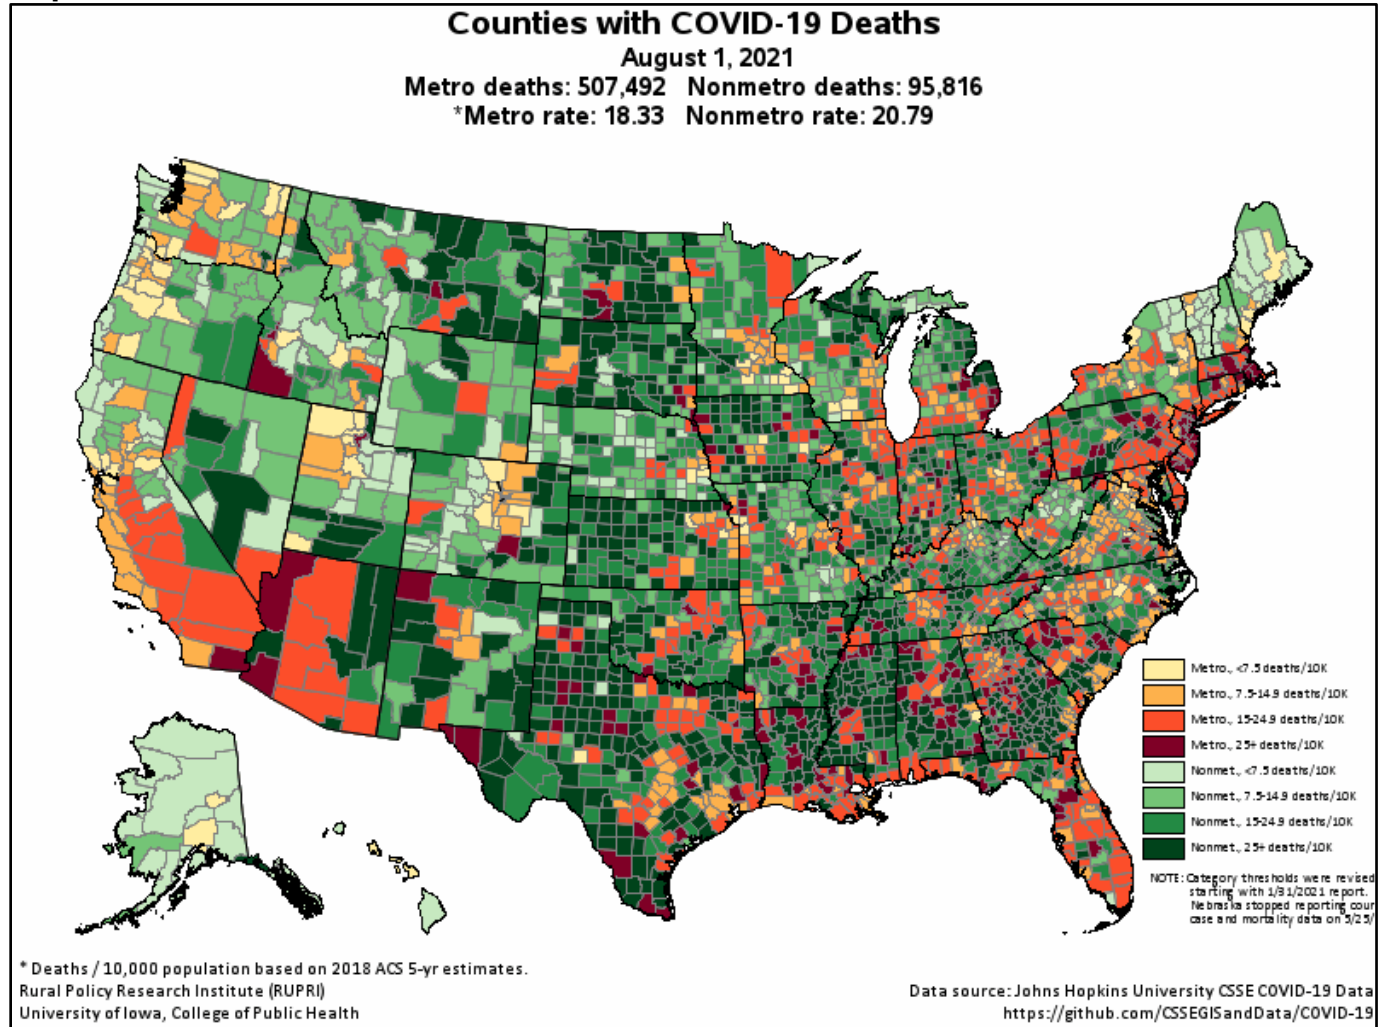 Counties with COVID-19 Deaths
August 1, 2021
Metro deaths: 507,492 Nonmetro deaths: 95,816
*Metro rate: 18.33 Nonmetro rate: 20.79
Metro., <7.5 deaths/10K
Metro., 7.5-14.9 deaths/10K
Metro., 15-24.9 deaths/10K
Metro., 25+ deaths/10K
Nonmet., <7.5 deaths/10K
Nonmet., 7.5-14.9 deaths/10K
Nonmet., 15-24.9 deaths/10K
Nonmet., 25+ deaths/10K
NOTE: Category thresholds were revised
starting with 1/31/2021 report.
Nebraska stopped reporting cour
case and mortality data on 5/25/
* Deaths / 10,000 population based on 2018 ACS 5-yr estimates.
Rural Policy Research Institute (RUPRI)
University of Iowa, College of Public Health
Data source: Johns Hopkins University CSSE COVID-19 Data
https://github.com/CSSEGISandData/COVID-19